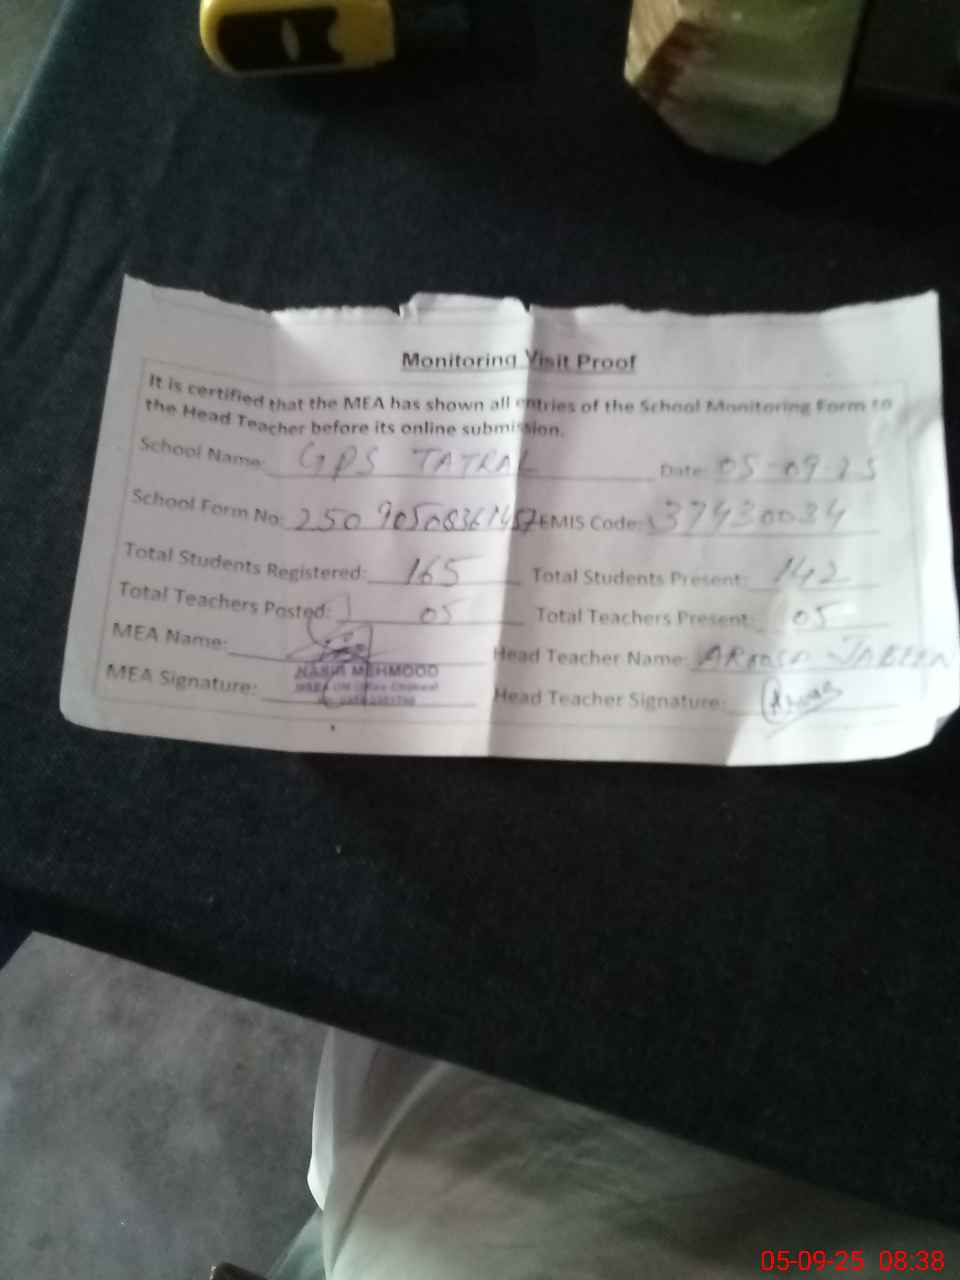 Monitoring Visit Proof
It is certified that the MEA has shown all entries of the School Monitoring Form to
the Head Teacher before its online submission.
School Name: GPS TATRAL Date: 05-09-25
School Form No: EMIS Code: 37430034
Total Students Registered: 165 Total Students Present: 142
Total Teachers Posted: 05 Total Teachers Present: 05
MEA Name: Head Teacher Name: JABEEN
MEHMOOD
MEA Signature: Head Teacher Signature:
05-09-25 08:38